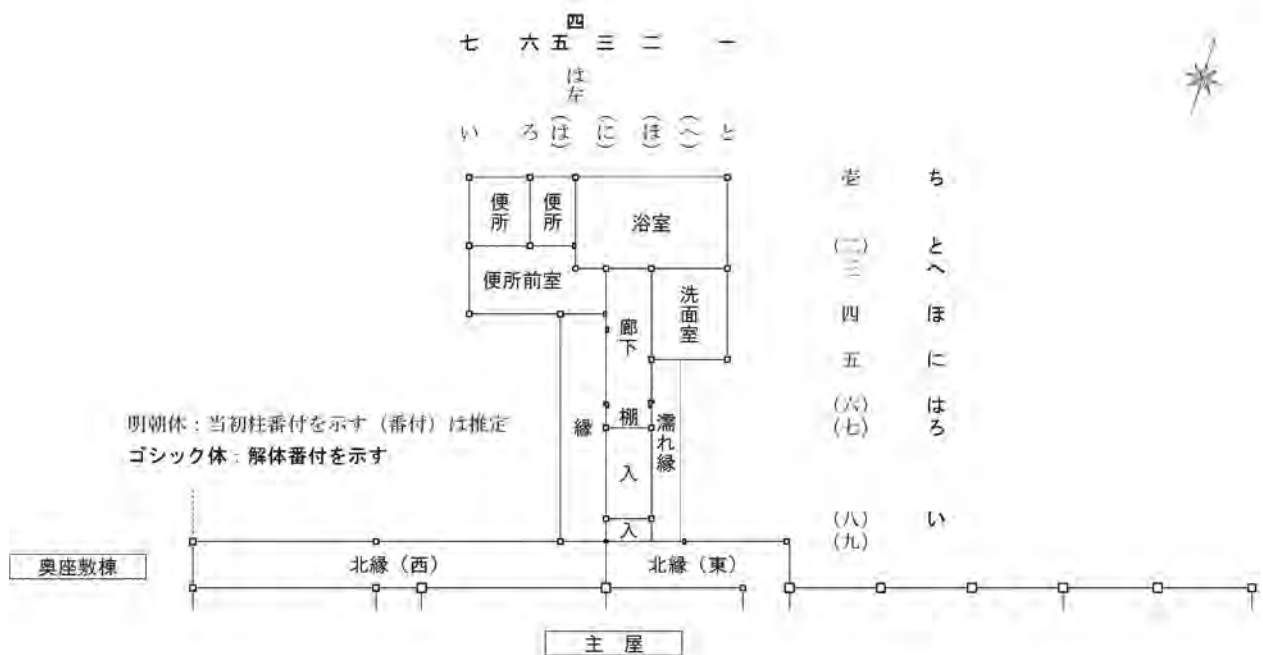 四
七 六 五 三 二 一
は左
い ろ (は) (に) (ほ) (へ) と
壱 ち
便所 便所 浴室
(二) と
三 へ
便所前室 洗面室
四 ほ
廊下
五 に
(六) は
棚
(七) ろ
縁 濡れ縁
明朝体：当初柱番付を示す（番付）は推定
ゴシック体：解体番付を示す
入
(八) い
入
(九)
奥座敷棟 北縁（西） 北縁（東）
主屋